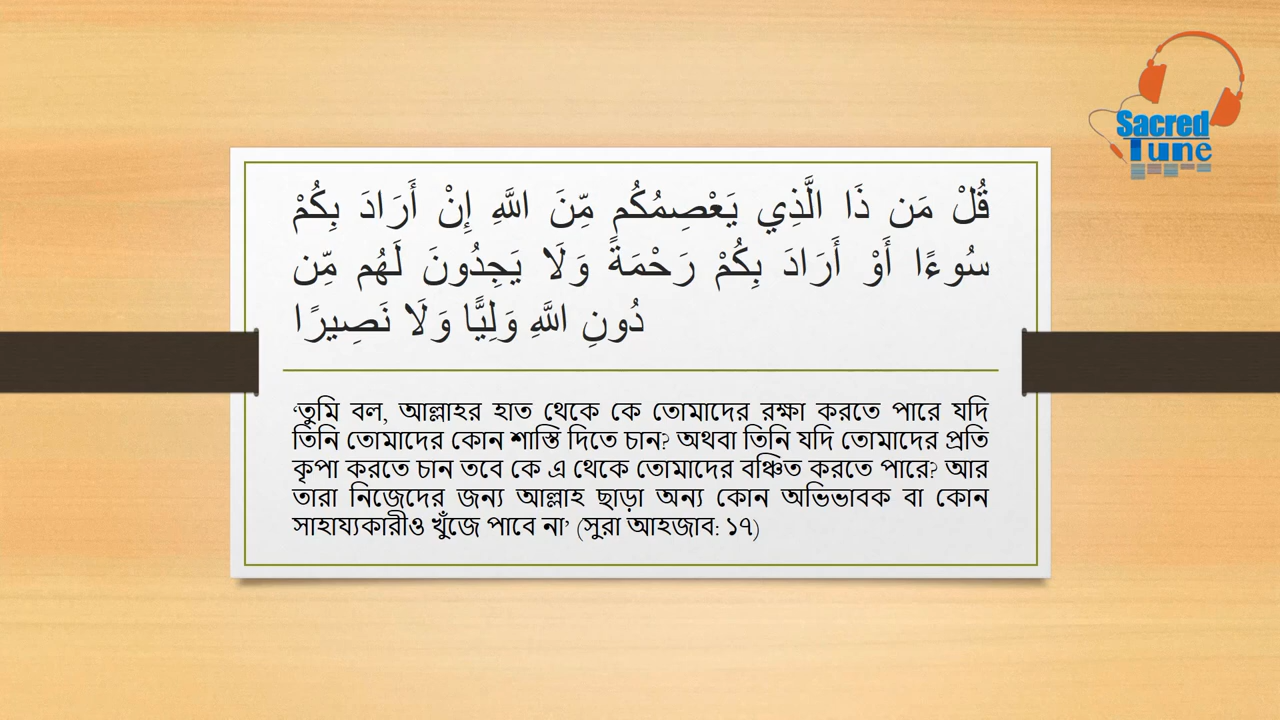 Sacred
Tune
قُلْ مَن ذَا الَّذِي يَعْصِمُكُم مِّنَ اللَّهِ إِنْ أَرَادَ بِكُمْ
سُوءًا أَوْ أَرَادَ بِكُمْ رَحْمَةً وَلَا يَجِدُونَ لَهُم مِّن
دُونِ اللَّهِ وَلِيًّا وَلَا نَصِيرًا
‘তুমি বল, আল্লাহর হাত থেকে কে তোমাদের রক্ষা করতে পারে যদি
তিনি তোমাদের কোন শাস্তি দিতে চান? অথবা তিনি যদি তোমাদের প্রতি
কৃপা করতে চান তবে কে এ থেকে তোমাদের বঞ্চিত করতে পারে? আর
তারা নিজেদের জন্য আল্লাহ ছাড়া অন্য কোন অভিভাবক বা কোন
সাহায্যকারীও খুঁজে পাবে না’ (সুরা আহজাব: ১৭)